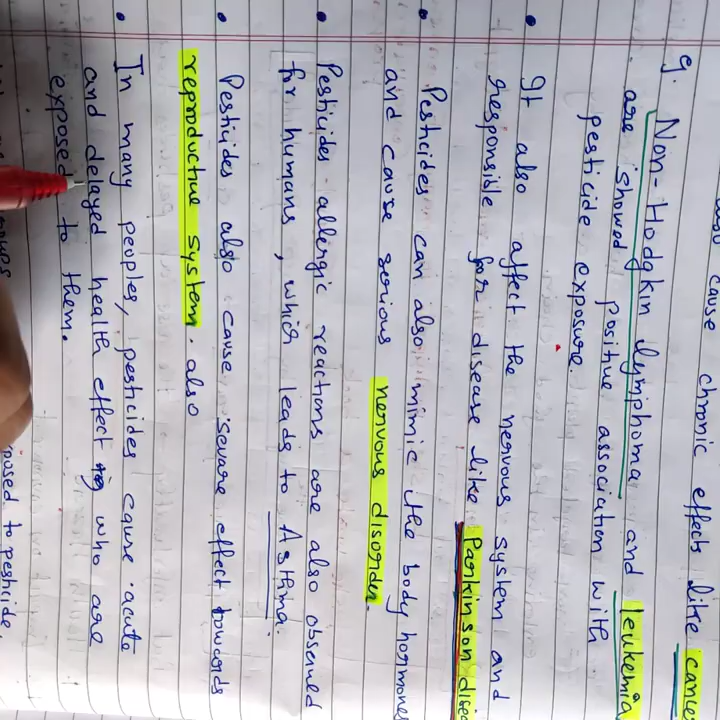 also cause chronic effects like cance
eg. Non-Hodgkin lymphoma and leukemia
are showed positive association with
pesticide exposure.
• It also affect the nervous system and
responsible for disease like Parkinson disea
• Pesticides can also mimic the body hormones
and cause serious nervous disorder.
• Pesticides allergic reactions are also observed
for humans, which leads to Asthma.
Pesticides also cause severe effect towards
reproductive system. also
• In many peoples, pesticides cause acute
and delayed health effect who are
exposed to them.
posed to pesticide.